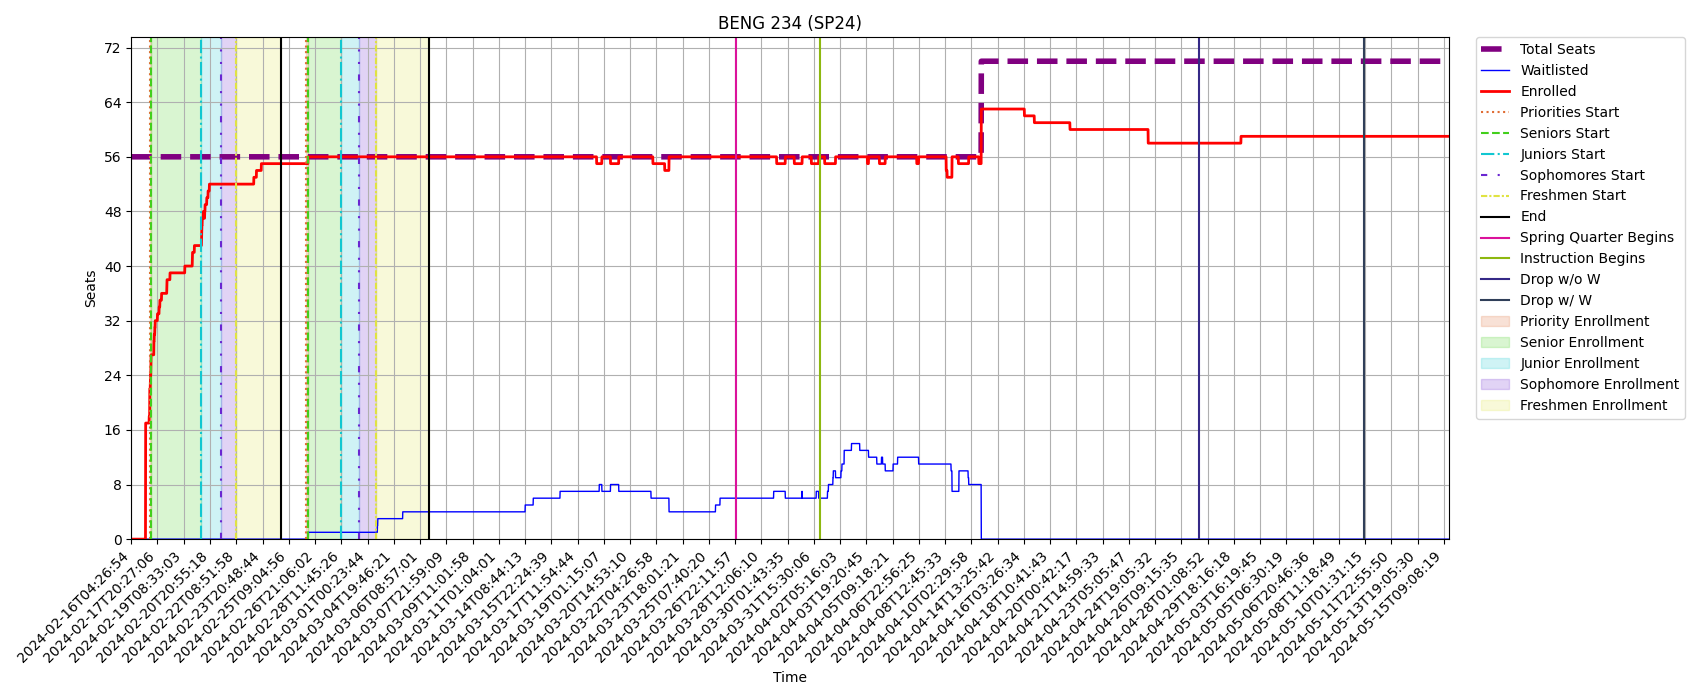 BENG 234 (SP24)
72
64
56
48
40
32
24
16
8
0
Seats
2024-02-16T04:26:54
2024-02-17T20:27:06
2024-02-19T08:33:03
2024-02-20T20:55:18
2024-02-22T08:51:58
2024-02-23T20:48:44
2024-02-25T09:04:56
2024-02-26T21:06:02
2024-02-28T11:45:26
2024-03-01T00:23:44
2024-03-04T19:46:21
2024-03-06T08:57:01
2024-03-07T21:59:09
2024-03-09T11:01:58
2024-03-11T01:04:01
2024-03-14T08:44:13
2024-03-15T22:24:39
2024-03-17T11:54:44
2024-03-19T01:15:07
2024-03-20T14:53:10
2024-03-22T04:26:58
2024-03-23T18:01:21
2024-03-25T07:40:20
2024-03-26T22:11:57
2024-03-28T12:06:10
2024-03-30T01:43:35
2024-03-31T15:30:06
2024-04-02T05:16:03
2024-04-03T19:20:45
2024-04-05T09:18:21
2024-04-06T22:56:25
2024-04-08T12:45:33
2024-04-10T02:29:58
2024-04-14T13:25:42
2024-04-16T03:26:34
2024-04-18T10:41:43
2024-04-20T00:42:17
2024-04-21T14:59:33
2024-04-23T05:05:47
2024-04-24T19:05:32
2024-04-26T09:15:35
2024-04-28T01:08:52
2024-04-29T18:16:18
2024-05-03T16:19:45
2024-05-05T06:30:19
2024-05-06T20:46:36
2024-05-08T11:18:49
2024-05-10T01:31:15
2024-05-11T22:55:50
2024-05-13T19:05:30
2024-05-15T09:08:19
Time
Total Seats
Waitlisted
Enrolled
Priorities Start
Seniors Start
Juniors Start
Sophomores Start
Freshmen Start
End
Spring Quarter Begins
Instruction Begins
Drop w/o W
Drop w/ W
Priority Enrollment
Senior Enrollment
Junior Enrollment
Sophomore Enrollment
Freshmen Enrollment